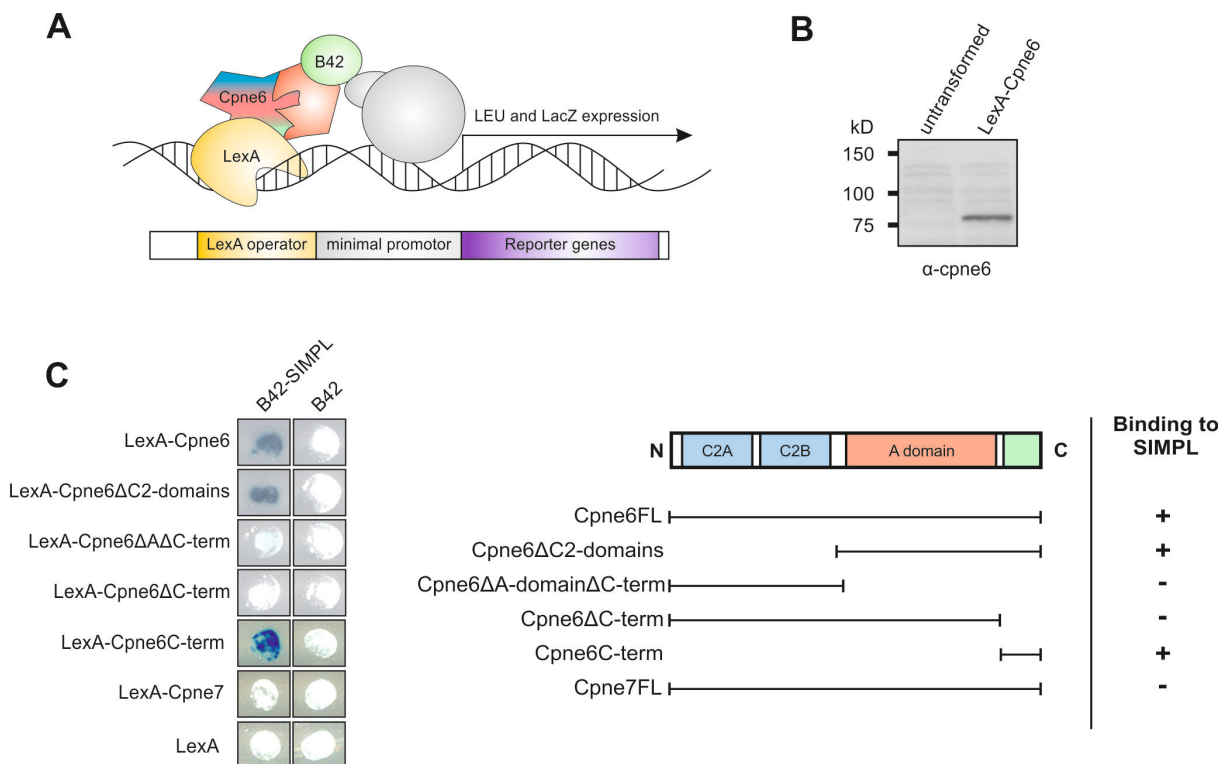 A
B42
Cpne6
LEU and LacZ expression
LexA
LexA operator minimal promotor Reporter genes
B
untransformed
LexA-Cpne6
kD
150
100
75
α-cpne6
C
B42-SIMPL
B42
LexA-Cpne6
LexA-Cpne6ΔC2-domains
LexA-Cpne6ΔAΔC-term
LexA-Cpne6ΔC-term
LexA-Cpne6C-term
LexA-Cpne7
LexA
Binding to
SIMPL
N C2A C2B A domain C
Cpne6FL +
Cpne6ΔC2-domains +
Cpne6ΔA-domainΔC-term -
Cpne6ΔC-term -
Cpne6C-term +
Cpne7FL -